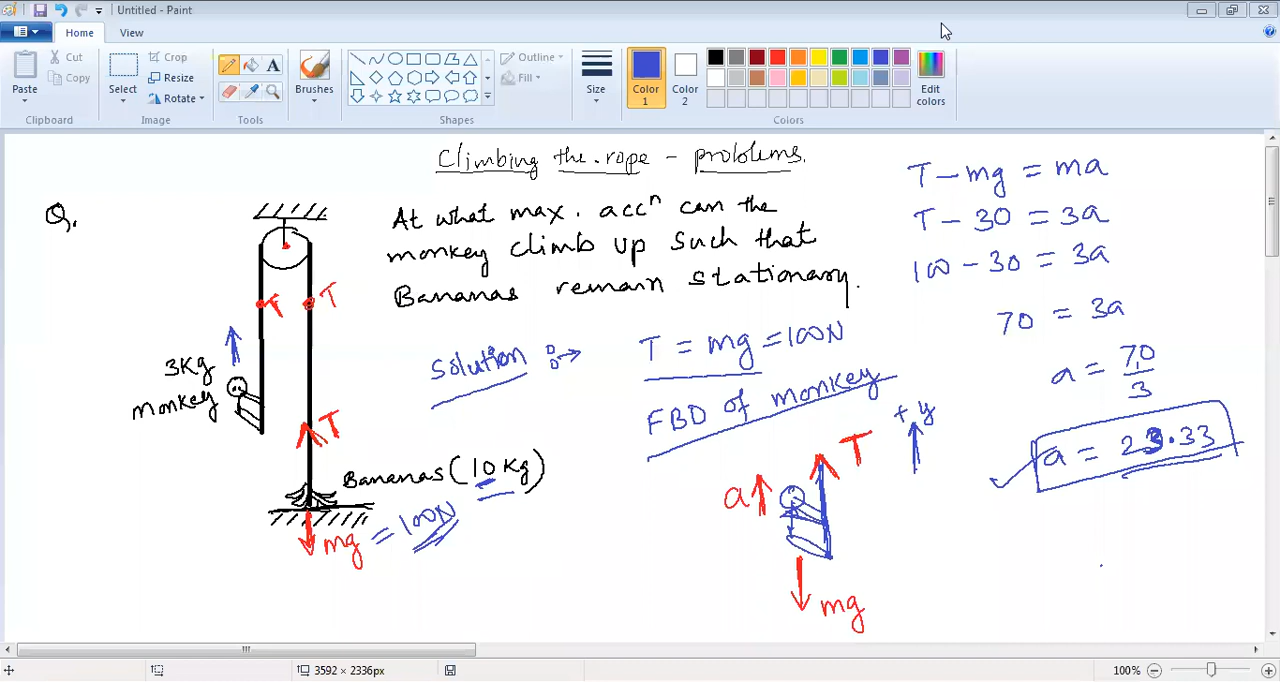 Untitled - Paint
Home
View
Paste
Cut
Copy
Clipboard
Select
Crop
Resize
Rotate
Image
Tools
Brushes
Shapes
Outline
Fill
Size
Color 1
Color 2
Edit colors
Colors
Climbing the rope - problems.
Q.
At what max. accⁿ can the
monkey climb up such that
Bananas remain stationary.
T
T
3Kg
monkey
T
Bananas (10 Kg)
mg = 100N
Solution :→
T = mg = 100N
FBD of monkey
+y
T
a
mg
T - mg = ma
T - 30 = 3a
100 - 30 = 3a
70 = 3a
a = 70/3
a = 23.33
3592 × 2336px
100%